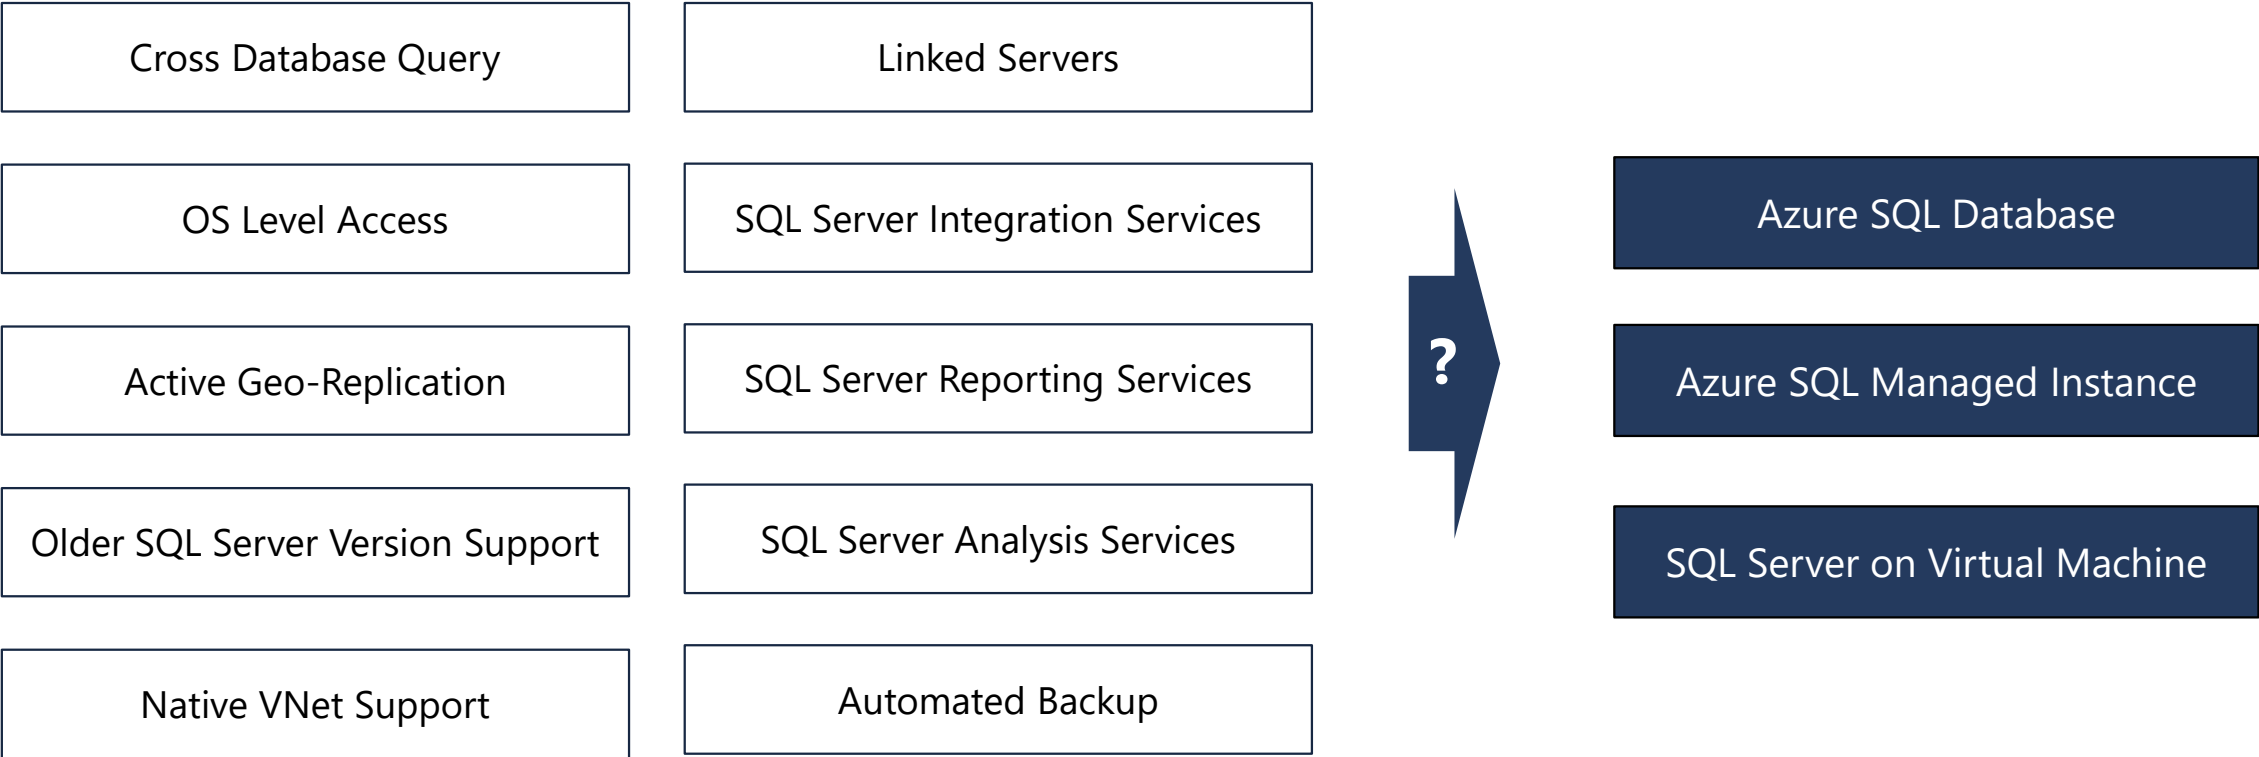 Cross Database Query
OS Level Access
Active Geo-Replication
Older SQL Server Version Support
Native VNet Support
Linked Servers
SQL Server Integration Services
SQL Server Reporting Services
SQL Server Analysis Services
Automated Backup
?
Azure SQL Database
Azure SQL Managed Instance
SQL Server on Virtual Machine